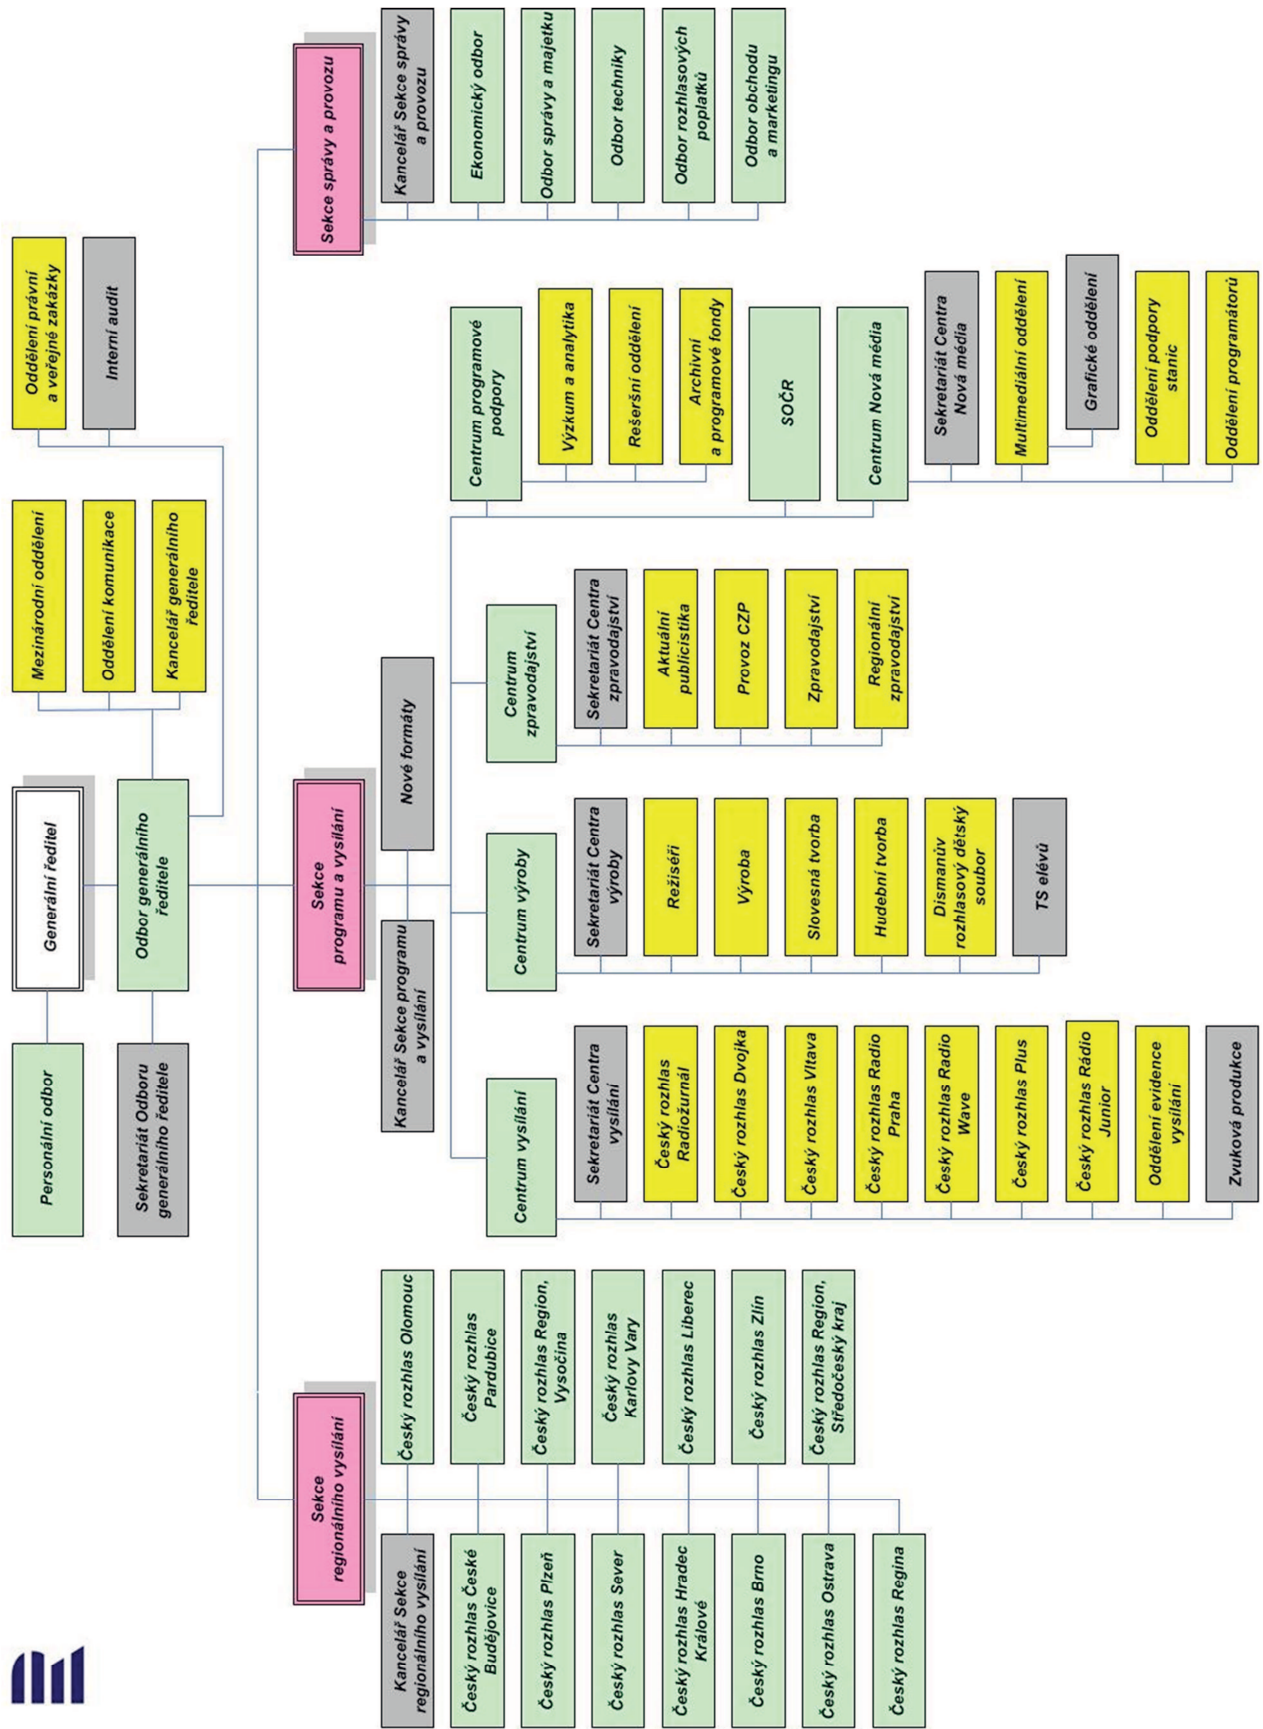 Generální ředitel
Personální odbor
Odbor generálního
ředitele
Sekretariát Odboru
generálního ředitele
Mezinárodní oddělení
Oddělení komunikace
Kancelář generálního
ředitele
Oddělení právní
a veřejné zakázky
Interní audit
Sekce
regionálního vysílání
Kancelář Sekce
regionálního vysílání
Český rozhlas Olomouc
Český rozhlas České
Budějovice
Český rozhlas
Pardubice
Český rozhlas Plzeň
Český rozhlas Region,
Vysočina
Český rozhlas Sever
Český rozhlas
Karlovy Vary
Český rozhlas Hradec
Králové
Český rozhlas Liberec
Český rozhlas Brno
Český rozhlas Zlín
Český rozhlas Ostrava
Český rozhlas Region,
Středočeský kraj
Český rozhlas Regina
Sekce
programu a vysílání
Kancelář Sekce programu
a vysílání
Nové formáty
Centrum vysílání
Sekretariát Centra
vysílání
Český rozhlas
Radiožurnál
Český rozhlas Dvojka
Český rozhlas Vltava
Český rozhlas Radio
Praha
Český rozhlas Radio
Wave
Český rozhlas Plus
Český rozhlas Rádio
Junior
Oddělení evidence
vysílání
Zvuková produkce
Centrum výroby
Sekretariát Centra
výroby
Režiséři
Výroba
Slovesná tvorba
Hudební tvorba
Dismanův
rozhlasový dětský
soubor
TS elévů
Centrum
zpravodajství
Sekretariát Centra
zpravodajství
Aktuální
publicistika
Provoz CZP
Zpravodajství
Regionální
zpravodajství
Centrum programové
podpory
Výzkum a analytika
Rešeršní oddělení
Archivní
a programové fondy
SOČR
Centrum Nová média
Sekretariát Centra
Nová média
Multimediální oddělení
Grafické oddělení
Oddělení podpory
stanic
Oddělení programátorů
Sekce správy a provozu
Kancelář Sekce správy
a provozu
Ekonomický odbor
Odbor správy a majetku
Odbor techniky
Odbor rozhlasových
poplatků
Odbor obchodu
a marketingu